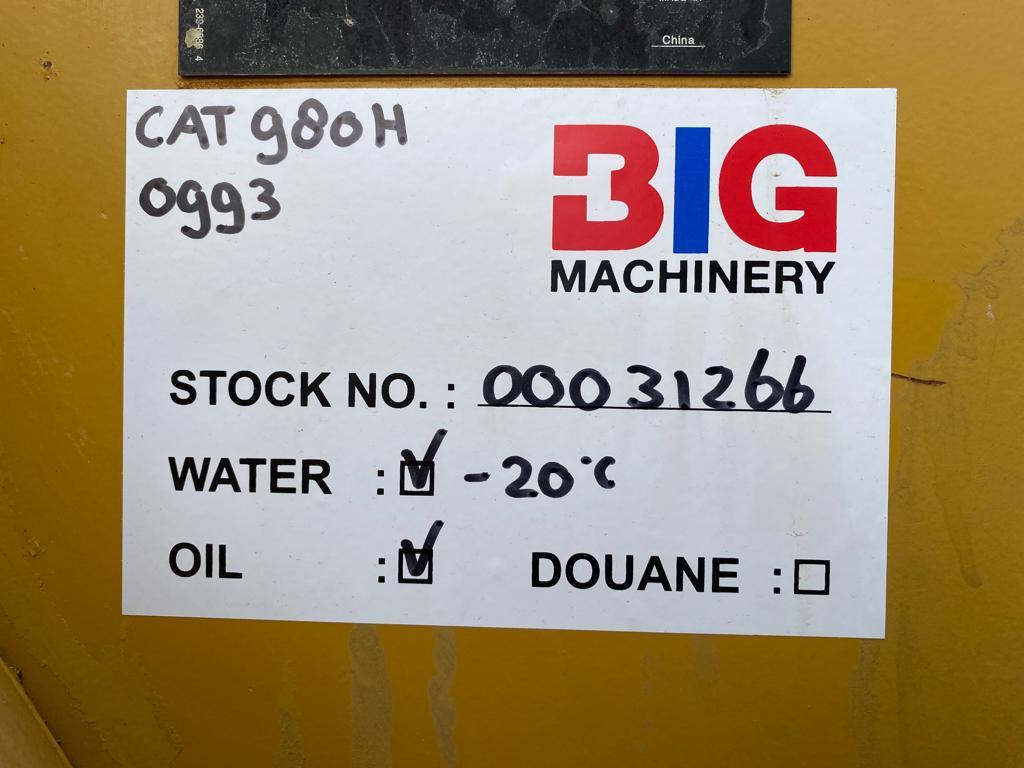 China
CAT 980H
0993
BIG
MACHINERY
STOCK NO. : 00031266
WATER : ☑ -20°C
OIL : ☑ DOUANE : ☐